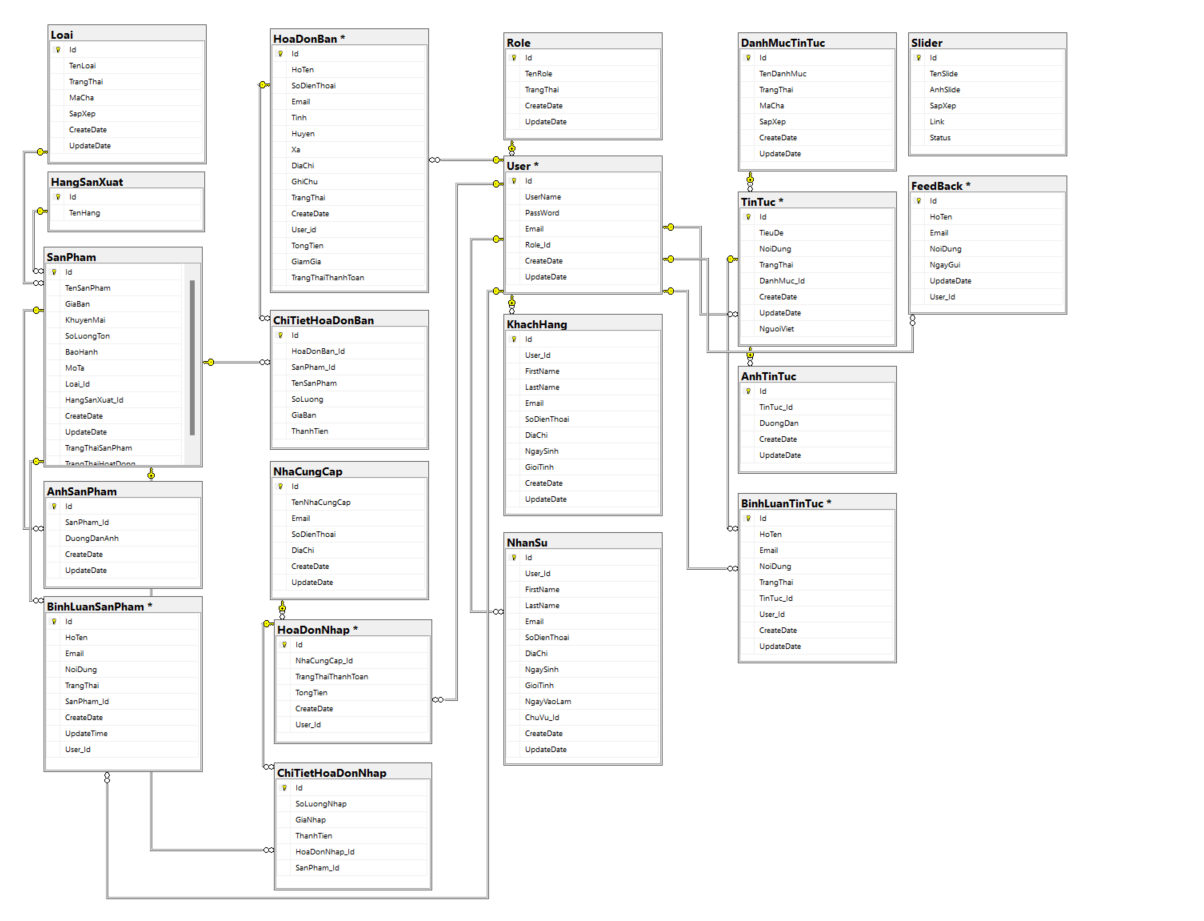 Loai
Id
TenLoai
TrangThai
MaCha
SapXep
CreateDate
UpdateDate
HangSanXuat
Id
TenHang
SanPham
Id
TenSanPham
GiaBan
KhuyenMai
SoLuongTon
BaoHanh
MoTa
Loai_Id
HangSanXuat_Id
CreateDate
UpdateDate
TrangThaiSanPham
TrangThaiHoatDong
AnhSanPham
Id
SanPham_Id
DuongDanAnh
CreateDate
UpdateDate
BinhLuanSanPham *
Id
HoTen
Email
NoiDung
TrangThai
SanPham_Id
CreateDate
UpdateTime
User_Id
HoaDonBan *
Id
HoTen
SoDienThoai
Email
Tinh
Huyen
Xa
DiaChi
GhiChu
TrangThai
CreateDate
User_id
TongTien
GiamGia
TrangThaiThanhToan
ChiTietHoaDonBan
Id
HoaDonBan_Id
SanPham_Id
TenSanPham
SoLuong
GiaBan
ThanhTien
NhaCungCap
Id
TenNhaCungCap
Email
SoDienThoai
DiaChi
CreateDate
UpdateDate
HoaDonNhap *
Id
NhaCungCap_Id
TrangThaiThanhToan
TongTien
CreateDate
User_Id
ChiTietHoaDonNhap
Id
SoLuongNhap
GiaNhap
ThanhTien
HoaDonNhap_Id
SanPham_Id
Role
Id
TenRole
TrangThai
CreateDate
UpdateDate
User *
Id
UserName
PassWord
Email
Role_Id
CreateDate
UpdateDate
KhachHang
Id
User_Id
FirstName
LastName
Email
SoDienThoai
DiaChi
NgaySinh
GioiTinh
CreateDate
UpdateDate
NhanSu
Id
User_Id
FirstName
LastName
Email
SoDienThoai
DiaChi
NgaySinh
GioiTinh
NgayVaoLam
ChuVu_Id
CreateDate
UpdateDate
DanhMucTinTuc
Id
TenDanhMuc
TrangThai
MaCha
SapXep
CreateDate
UpdateDate
TinTuc *
Id
TieuDe
NoiDung
TrangThai
DanhMuc_Id
CreateDate
UpdateDate
NguoiViet
AnhTinTuc
Id
TinTuc_Id
DuongDan
CreateDate
UpdateDate
BinhLuanTinTuc *
Id
HoTen
Email
NoiDung
TrangThai
TinTuc_Id
User_Id
CreateDate
UpdateDate
Slider
Id
TenSlide
AnhSlide
SapXep
Link
Status
FeedBack *
Id
HoTen
Email
NoiDung
NgayGui
UpdateDate
User_Id